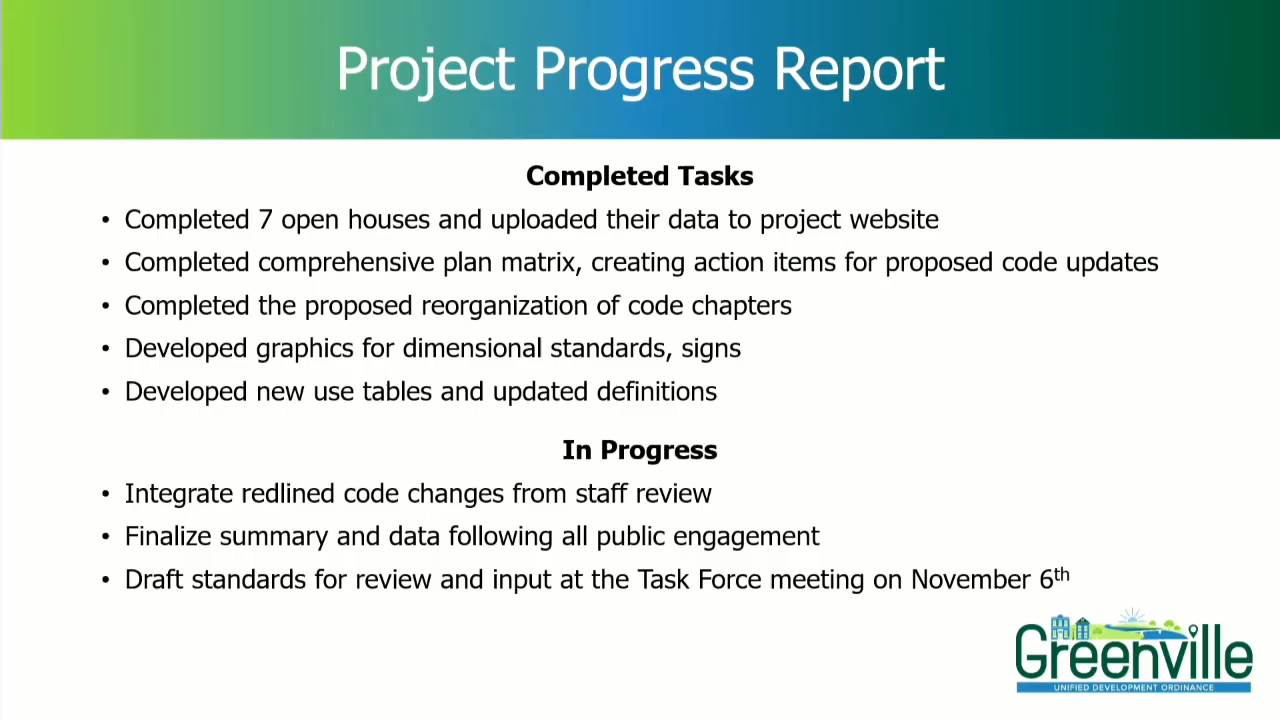 Project Progress Report
Completed Tasks
• Completed 7 open houses and uploaded their data to project website
• Completed comprehensive plan matrix, creating action items for proposed code updates
• Completed the proposed reorganization of code chapters
• Developed graphics for dimensional standards, signs
• Developed new use tables and updated definitions
In Progress
• Integrate redlined code changes from staff review
• Finalize summary and data following all public engagement
• Draft standards for review and input at the Task Force meeting on November 6th
Greenville
UNIFIED DEVELOPMENT ORDINANCE